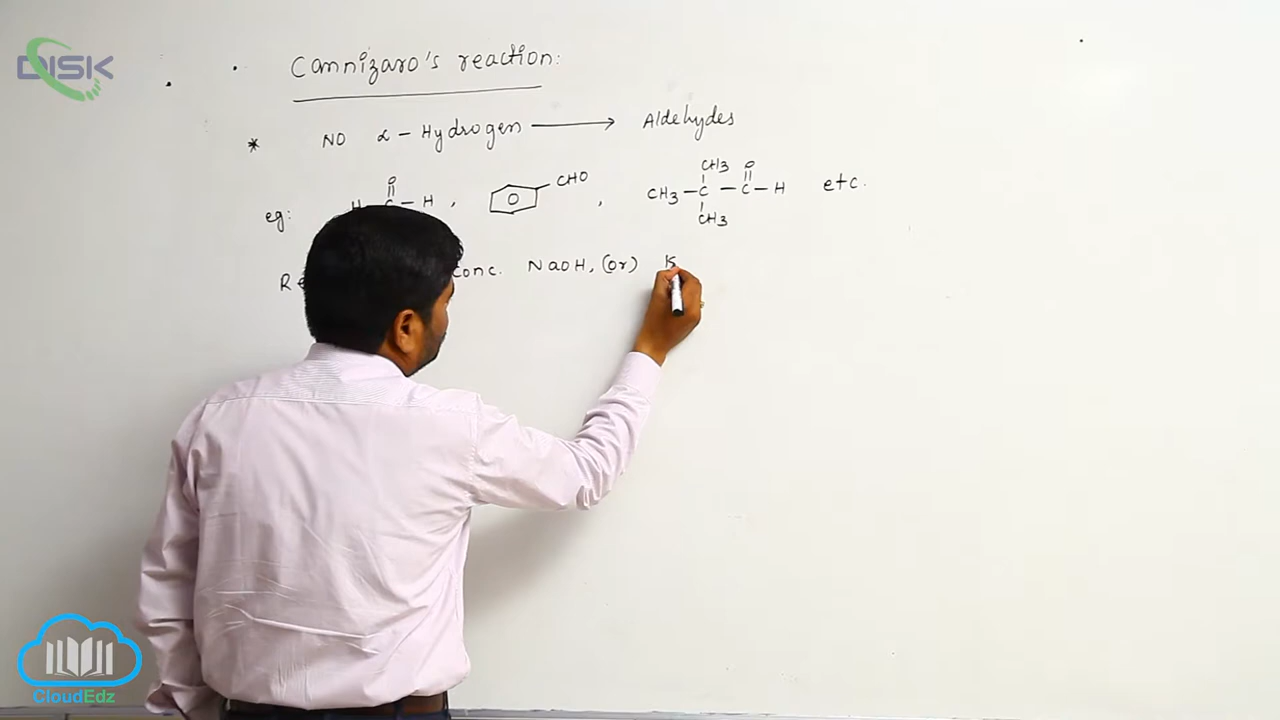 DISK
Cannizaro's reaction:
* NO α - Hydrogen → Aldehydes
eg: H C H, CHO, CH3 C C H etc.
O O O
CH3
CH3
conc. NaOH, (or) K
CloudEdz